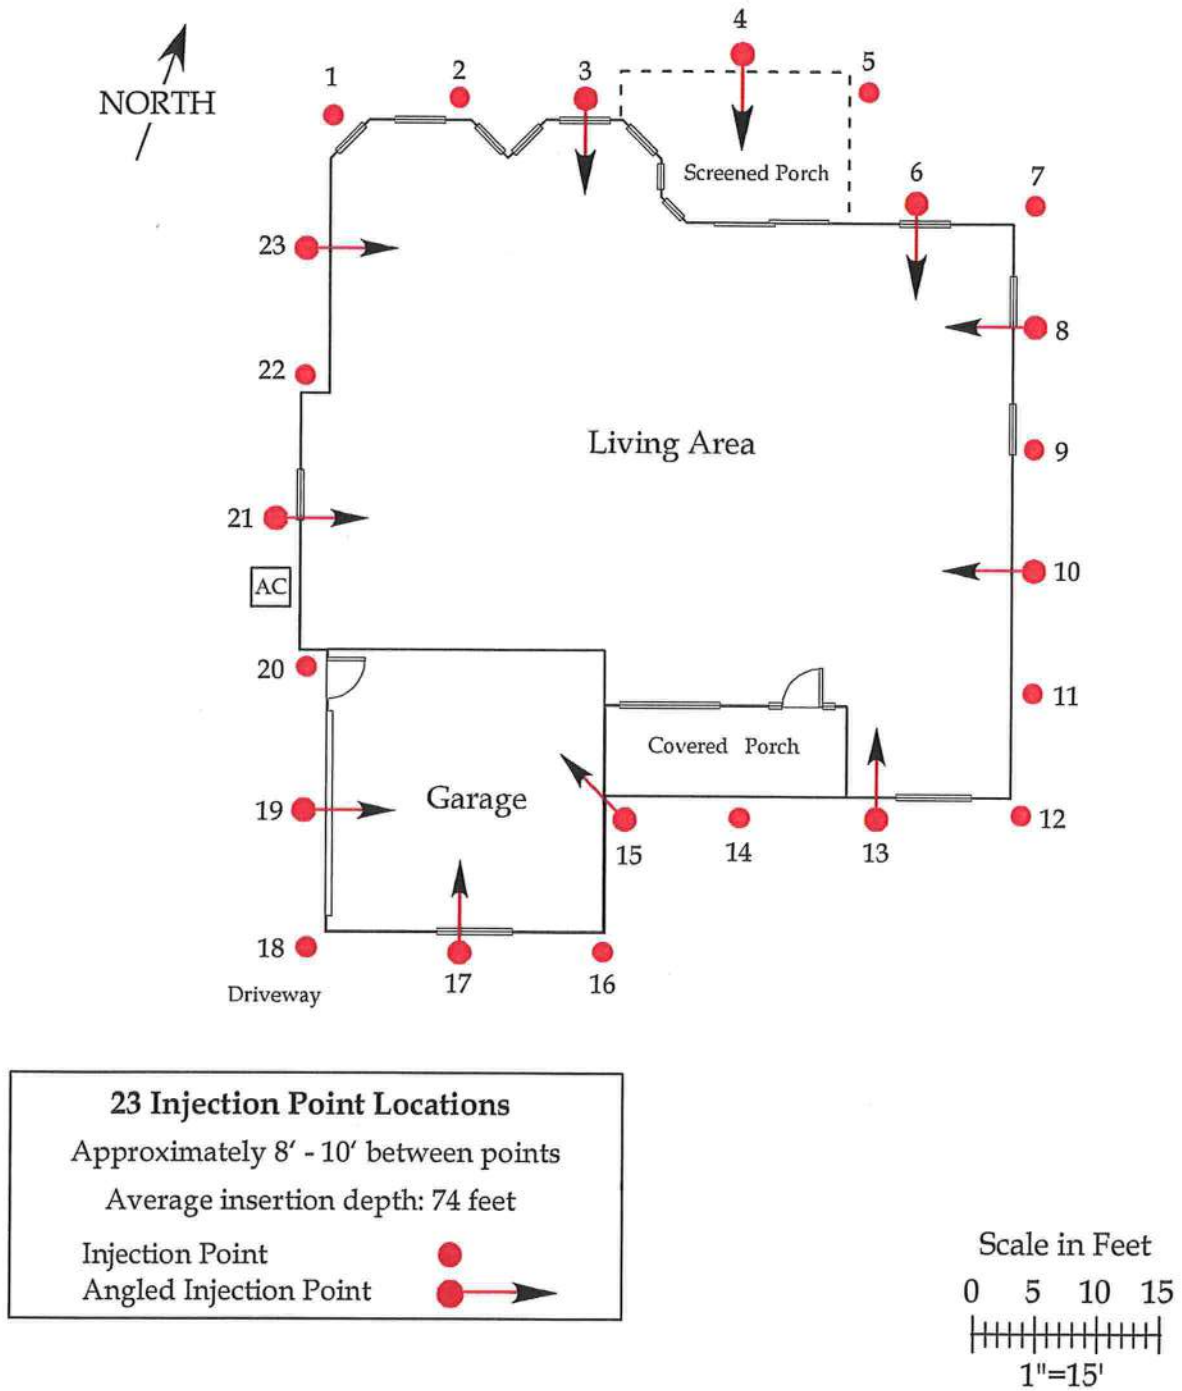 NORTH
1
2
3
4
5
6
7
Screened Porch
23
8
22
Living Area
9
21
10
AC
20
11
Covered Porch
Garage
19
12
15
14
13
18
17
16
Driveway
23 Injection Point Locations
Approximately 8' - 10' between points
Average insertion depth: 74 feet
Injection Point
Angled Injection Point
Scale in Feet
0 5 10 15
1"=15'